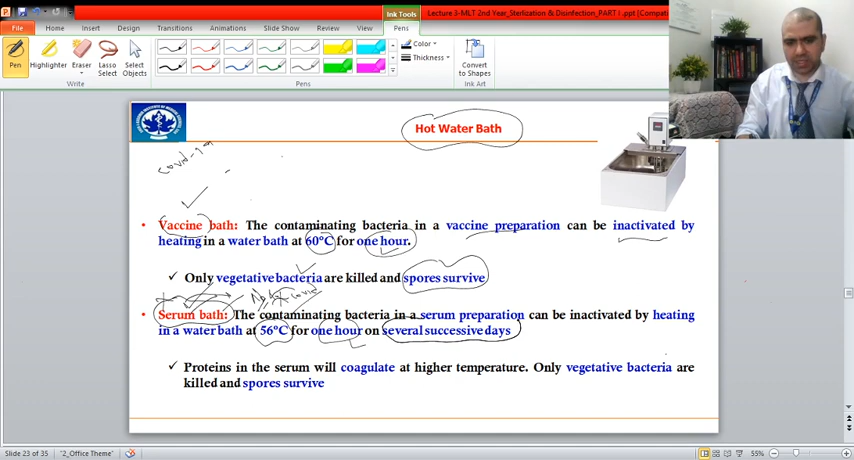 Ink Tools
Lecture 3-MLT 2nd Year_Sterlization & Disinfection_PART I .ppt [Compati
File Home Insert Design Transitions Animations Slide Show Review View Pens
Pen Highlighter Eraser Lasso Select Select Objects
Color
Thickness
Convert to Shapes
Write Pens Ink Art
Hot Water Bath
covid-19
• Vaccine bath: The contaminating bacteria in a vaccine preparation can be inactivated by
heating in a water bath at 60°C for one hour.
✓ Only vegetative bacteria are killed and spores survive
covid
• Serum bath: The contaminating bacteria in a serum preparation can be inactivated by heating
in a water bath at 56°C for one hour on several successive days
✓ Proteins in the serum will coagulate at higher temperature. Only vegetative bacteria are
killed and spores survive
Slide 23 of 35 "2_Office Theme" 55%